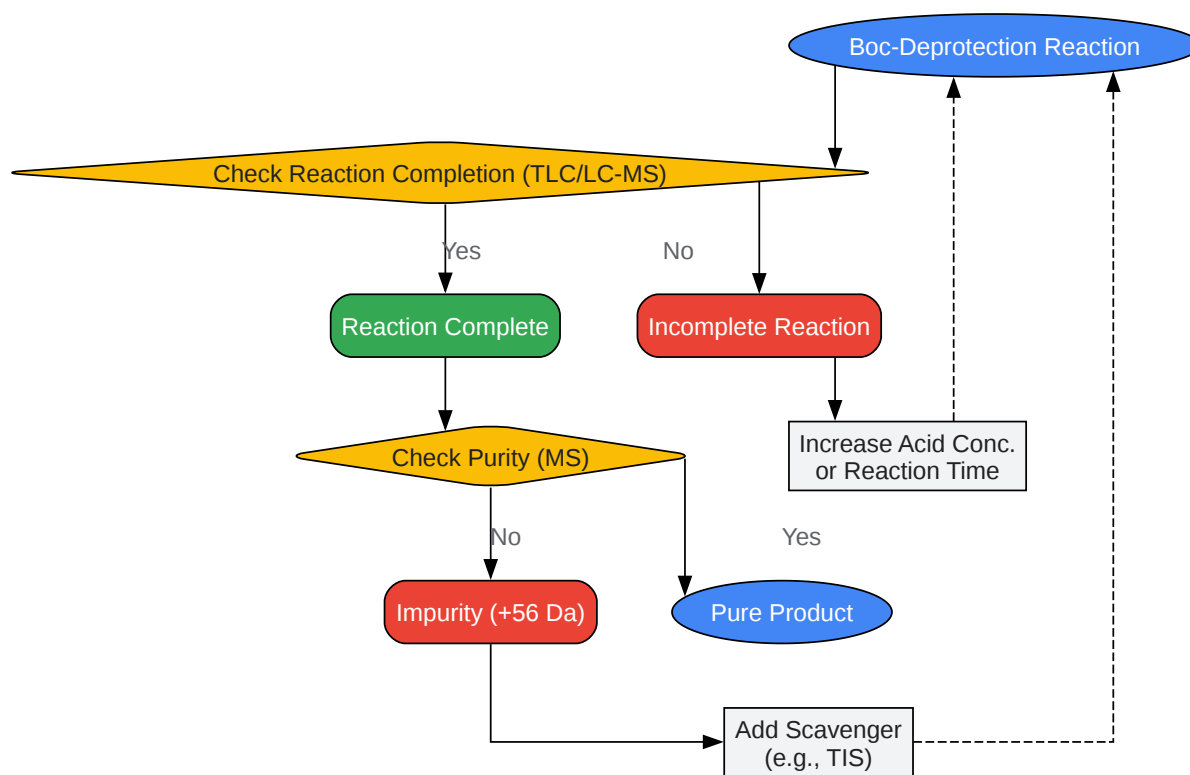 Boc-Deprotection Reaction
Check Reaction Completion (TLC/LC-MS)
Yes
No
Reaction Complete
Incomplete Reaction
Increase Acid Conc.
or Reaction Time
Check Purity (MS)
No
Yes
Impurity (+56 Da)
Pure Product
Add Scavenger
(e.g., TIS)